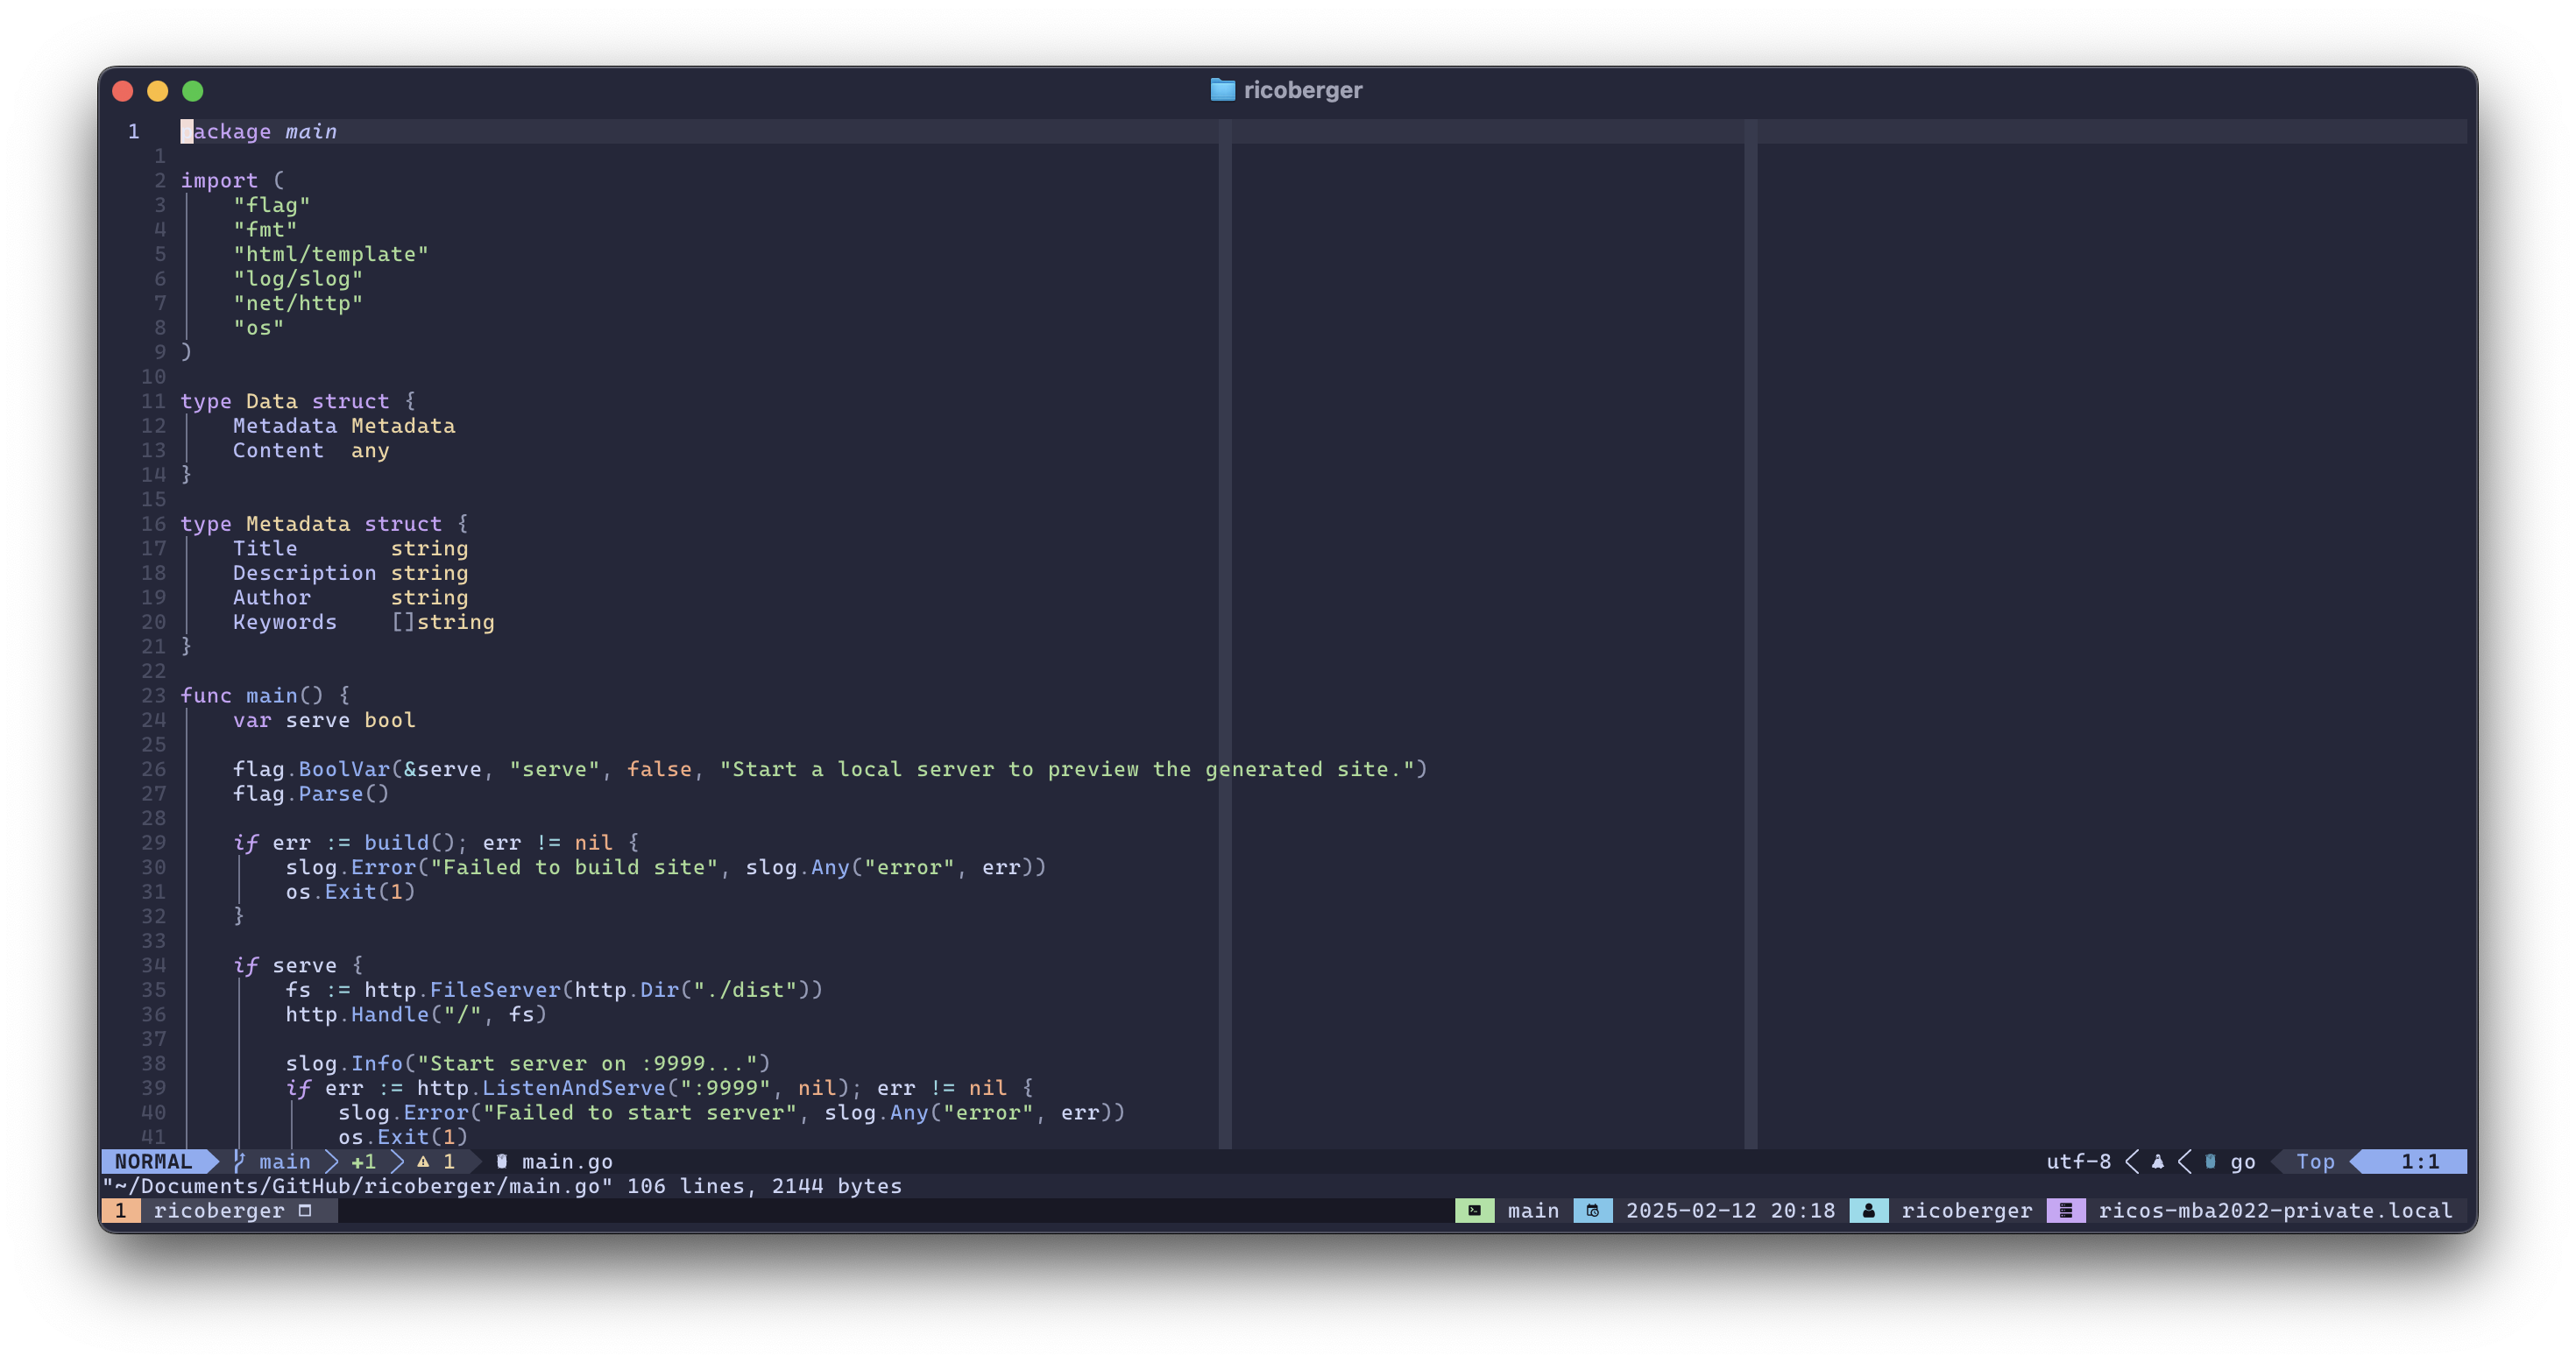 ricoberger
1 package main
1
2 import (
3 "flag"
4 "fmt"
5 "html/template"
6 "log/slog"
7 "net/http"
8 "os"
9 )
10
11 type Data struct {
12 Metadata Metadata
13 Content any
14 }
15
16 type Metadata struct {
17 Title string
18 Description string
19 Author string
20 Keywords []string
21 }
22
23 func main() {
24 var serve bool
25
26 flag.BoolVar(&serve, "serve", false, "Start a local server to preview the generated site.")
27 flag.Parse()
28
29 if err := build(); err != nil {
30 slog.Error("Failed to build site", slog.Any("error", err))
31 os.Exit(1)
32 }
33
34 if serve {
35 fs := http.FileServer(http.Dir("./dist"))
36 http.Handle("/", fs)
37
38 slog.Info("Start server on :9999...")
39 if err := http.ListenAndServe(":9999", nil); err != nil {
40 slog.Error("Failed to start server", slog.Any("error", err))
41 os.Exit(1)
NORMAL main +1 1 main.go utf-8 go Top 1:1
"~/Documents/GitHub/ricoberger/main.go" 106 lines, 2144 bytes
1 ricoberger main 2025-02-12 20:18 ricoberger ricos-mba2022-private.local